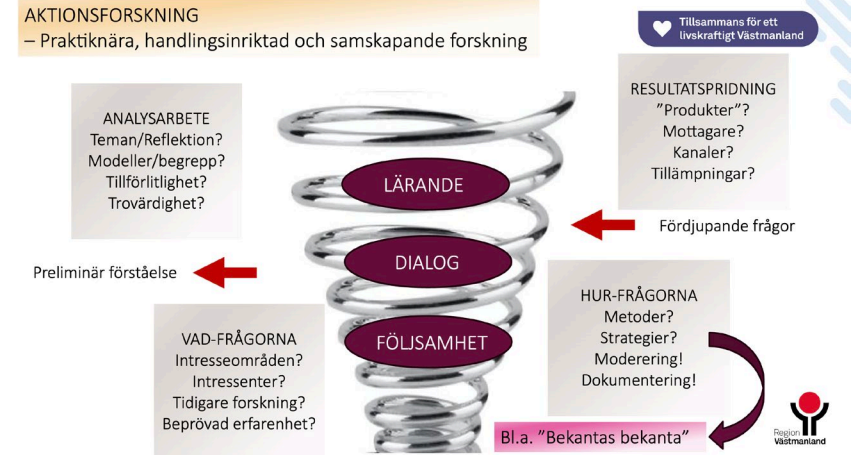 AKTIONSFORSKNING
– Praktiknära, handlingsinriktad och samskapande forskning
Tillsammans för ett
livskraftigt Västmanland
ANALYSARBETE
Teman/Reflektion?
Modeller/begrepp?
Tillförlitlighet?
Trovärdighet?
RESULTATSPRIDNING
”Produkter”?
Mottagare?
Kanaler?
Tillämpningar?
LÄRANDE
Fördjupande frågor
DIALOG
Preliminär förståelse
HUR-FRÅGORNA
Metoder?
Strategier?
Moderering!
Dokumentering!
VAD-FRÅGORNA
Intresseområden?
Intressenter?
Tidigare forskning?
Beprövad erfarenhet?
FÖLJSAMHET
Bl.a. ”Bekantas bekanta”
Region
Västmanland